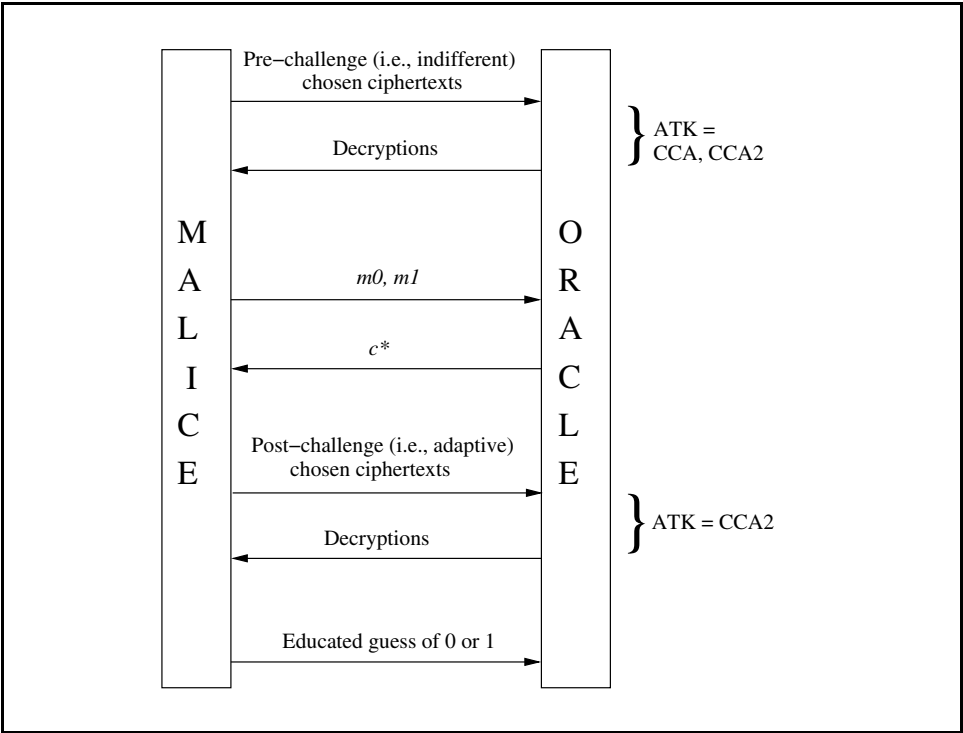 Pre−challenge (i.e., indifferent)
chosen ciphertexts
ATK =
CCA, CCA2
Decryptions
M
A
L
I
C
E
O
R
A
C
L
E
m0, m1
c*
Post−challenge (i.e., adaptive)
chosen ciphertexts
ATK = CCA2
Decryptions
Educated guess of 0 or 1